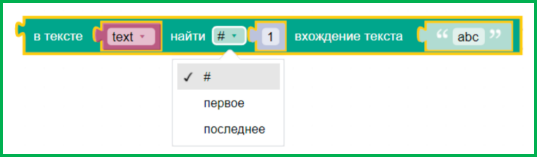 в тексте text найти # 1 вхождение текста “ abc ”
✓ #
первое
последнее